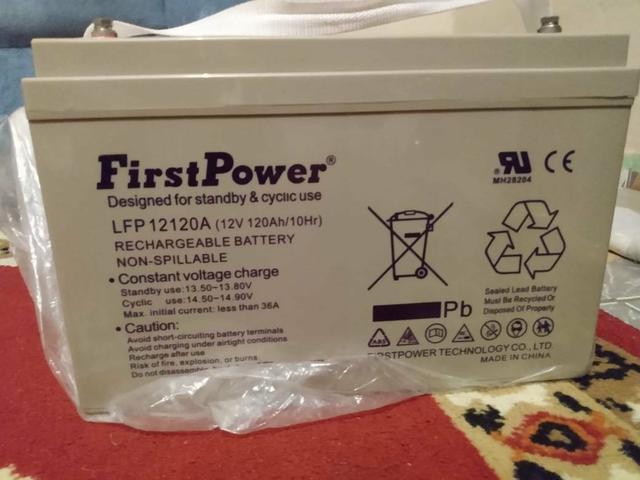 FirstPower®
Designed for standby & cyclic use
LFP 12120A (12V 120Ah/10Hr)
RECHARGEABLE BATTERY
NON-SPILLABLE
• Constant voltage charge
Standby use:13.50-13.80V
Cyclic use:14.50-14.90V
Max. initial current: less than 36A
• Caution:
Avoid short-circuiting battery terminals
Avoid charging under airtight conditions
Recharge after use
Risk of fire, explosion, or burns
Do not disassemble,
MH28204
CE
Pb
Sealed Lead Battery
Must Be Recycled Or
Disposed Of Properly
ABS
FIRSTPOWER TECHNOLOGY CO., LTD.
MADE IN CHINA